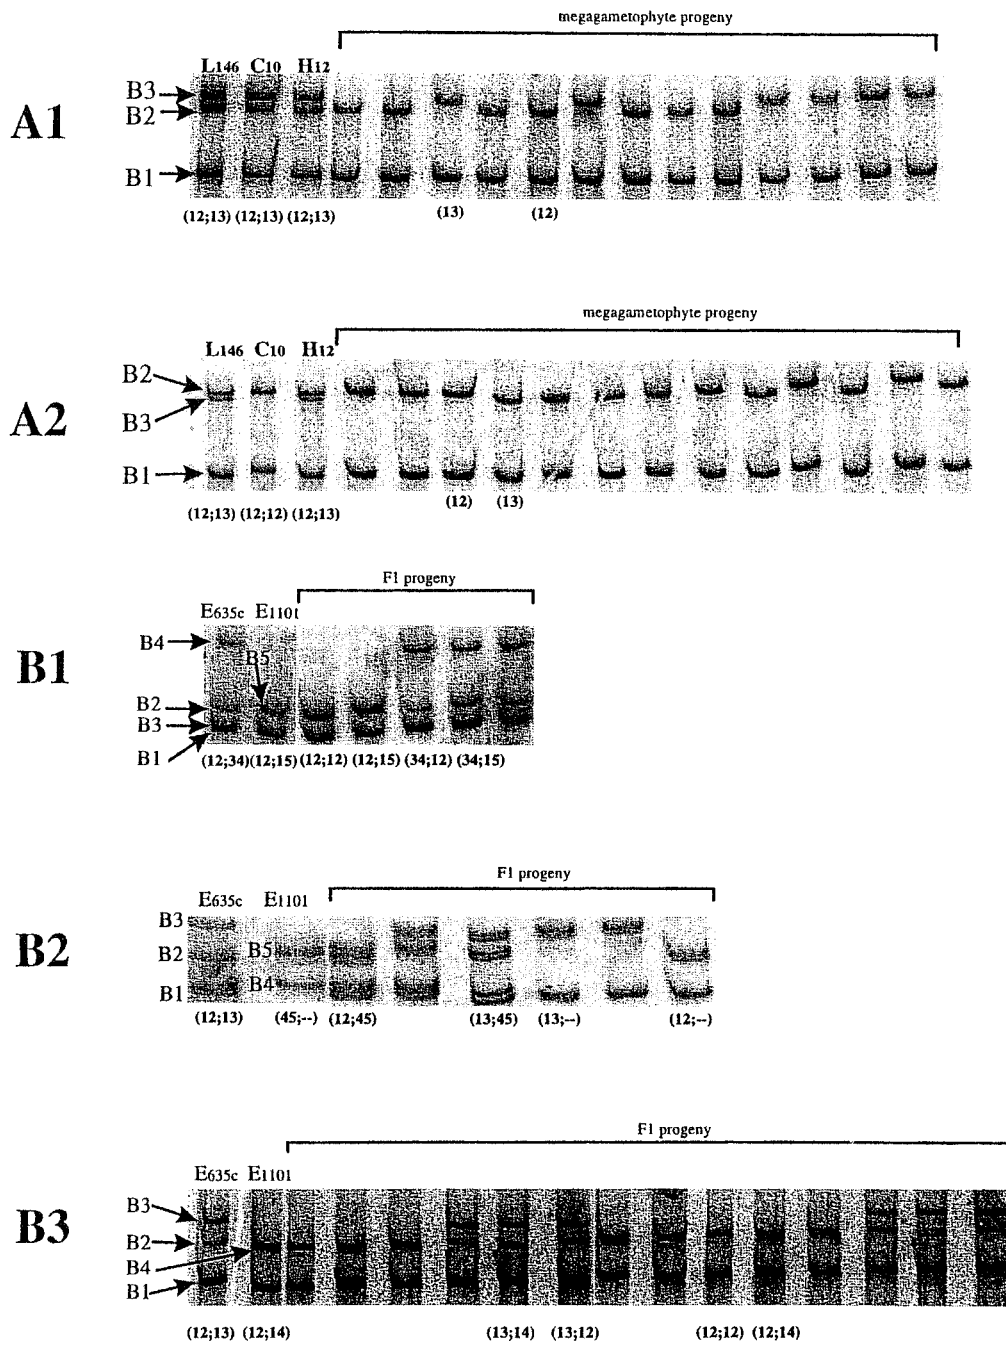 megagametophyte progeny
L146 C10 H12
B3
B2
A1
B1
(12;13) (12;13) (12;13) (13) (12)
megagametophyte progeny
L146 C10 H12
B2
A2
B3
B1
(12;13) (12;12) (12;13) (12) (13)
F1 progeny
E635c E1101
B4
B5
B1
B2
B3
B1
(12;34) (12;15) (12;12) (12;15) (34;12) (34;15)
F1 progeny
E635c E1101
B3
B2
B2 B5
B1 B4
(12;13) (45;--) (12;45) (13;45) (13;--) (12;--)
F1 progeny
E635c E1101
B3
B3
B2
B4
B1
(12;13) (12;14) (13;14) (13;12) (12;12) (12;14)